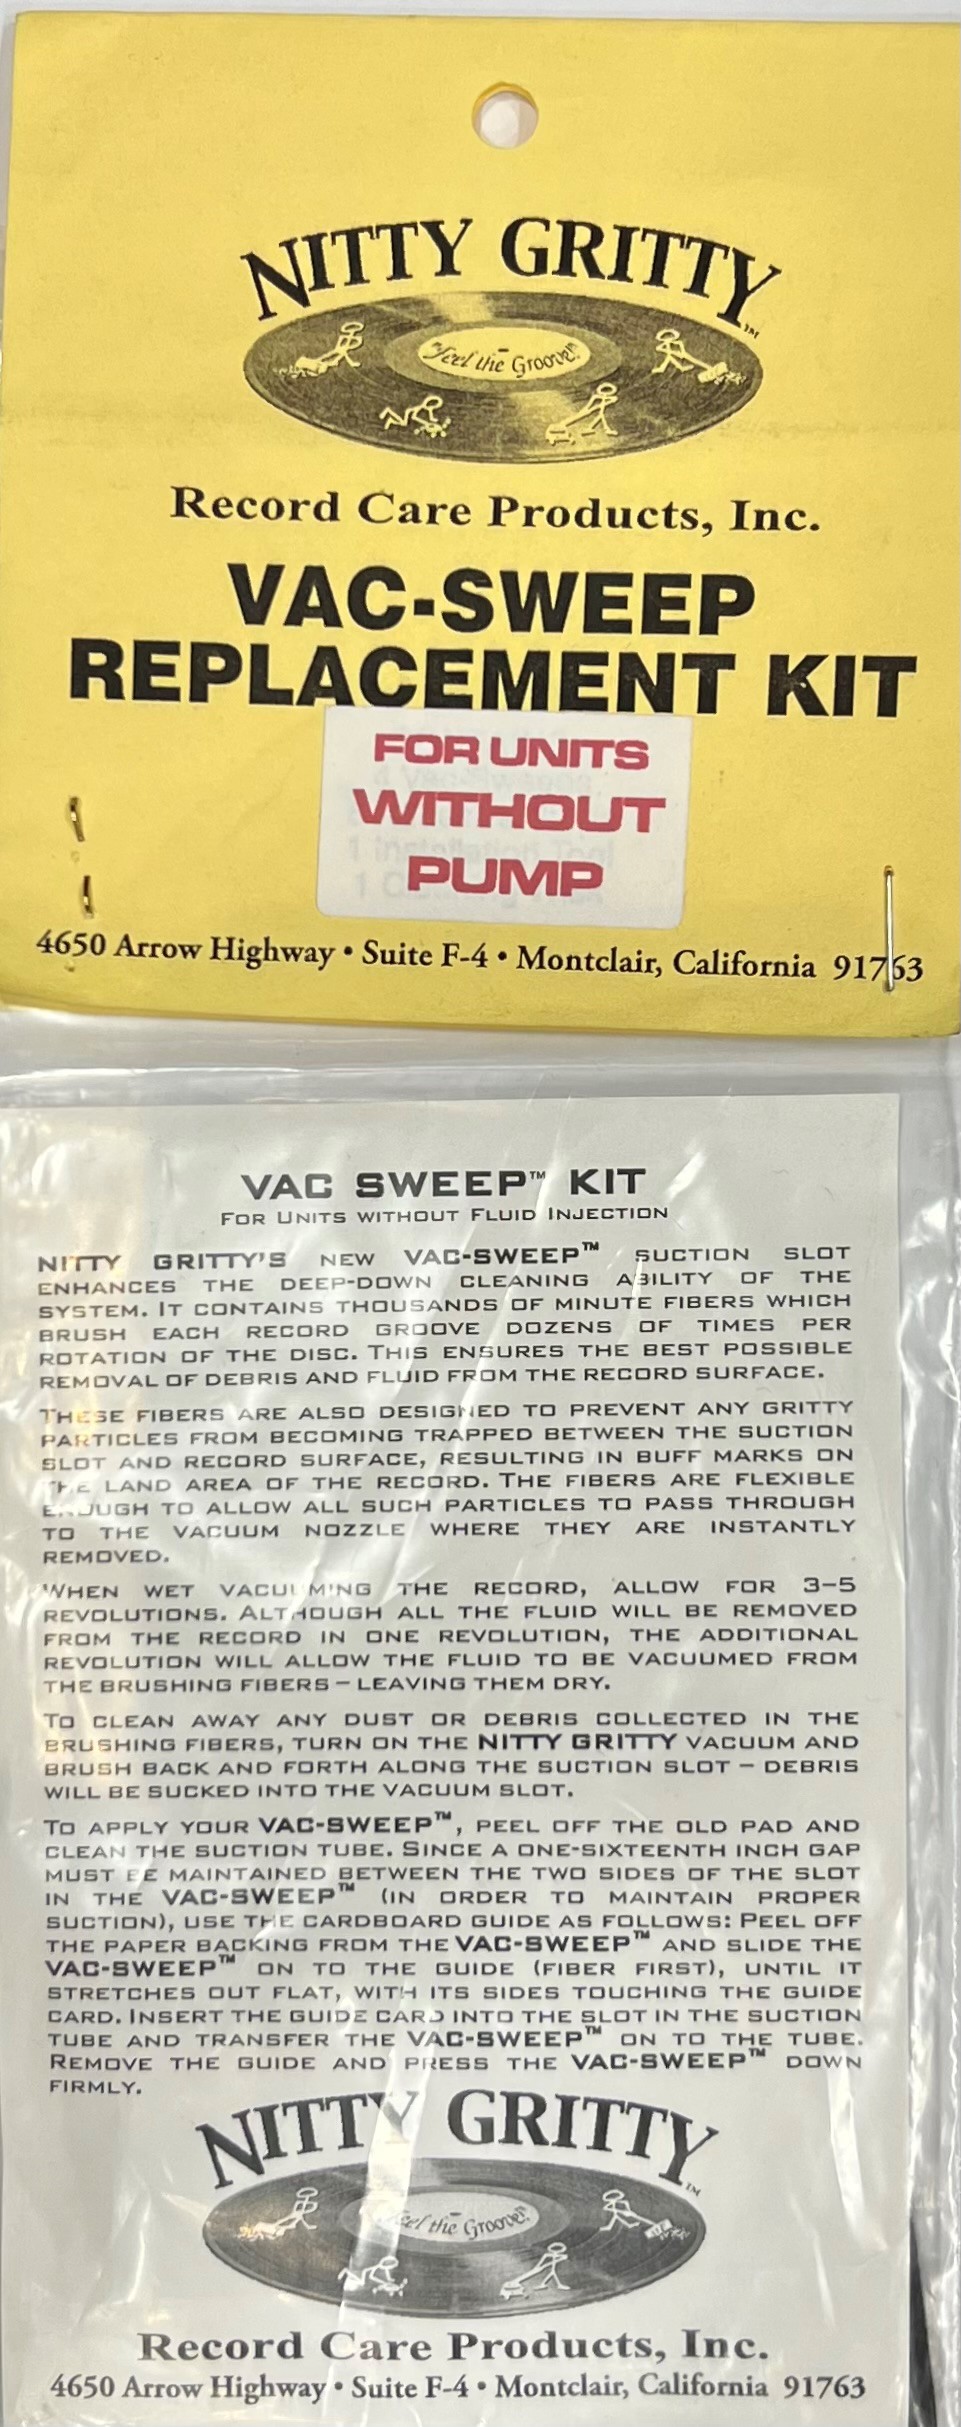 NITTY GRITTY™
"Feel the Groove!"
Record Care Products, Inc.
VAC-SWEEP
REPLACEMENT KIT
FOR UNITS
WITHOUT
PUMP
4650 Arrow Highway • Suite F-4 • Montclair, California 91763
VAC SWEEP™ KIT
FOR UNITS WITHOUT FLUID INJECTION
NITTY GRITTY'S NEW VAC-SWEEP™ SUCTION SLOT
ENHANCES THE DEEP-DOWN CLEANING ABILITY OF THE
SYSTEM. IT CONTAINS THOUSANDS OF MINUTE FIBERS WHICH
BRUSH EACH RECORD GROOVE DOZENS OF TIMES PER
ROTATION OF THE DISC. THIS ENSURES THE BEST POSSIBLE
REMOVAL OF DEBRIS AND FLUID FROM THE RECORD SURFACE.
THESE FIBERS ARE ALSO DESIGNED TO PREVENT ANY GRITTY
PARTICLES FROM BECOMING TRAPPED BETWEEN THE SUCTION
SLOT AND RECORD SURFACE, RESULTING IN BUFF MARKS ON
THE LAND AREA OF THE RECORD. THE FIBERS ARE FLEXIBLE
ENOUGH TO ALLOW ALL SUCH PARTICLES TO PASS THROUGH
TO THE VACUUM NOZZLE WHERE THEY ARE INSTANTLY
REMOVED.
WHEN WET VACUUMING THE RECORD, ALLOW FOR 3-5
REVOLUTIONS. ALTHOUGH ALL THE FLUID WILL BE REMOVED
FROM THE RECORD IN ONE REVOLUTION, THE ADDITIONAL
REVOLUTION WILL ALLOW THE FLUID TO BE VACUUMED FROM
THE BRUSHING FIBERS – LEAVING THEM DRY.
TO CLEAN AWAY ANY DUST OR DEBRIS COLLECTED IN THE
BRUSHING FIBERS, TURN ON THE NITTY GRITTY VACUUM AND
BRUSH BACK AND FORTH ALONG THE SUCTION SLOT – DEBRIS
WILL BE SUCKED INTO THE VACUUM SLOT.
TO APPLY YOUR VAC-SWEEP™, PEEL OFF THE OLD PAD AND
CLEAN THE SUCTION TUBE. SINCE A ONE-SIXTEENTH INCH GAP
MUST BE MAINTAINED BETWEEN THE TWO SIDES OF THE SLOT
IN THE VAC-SWEEP™ (IN ORDER TO MAINTAIN PROPER
SUCTION), USE THE CARDBOARD GUIDE AS FOLLOWS: PEEL OFF
THE PAPER BACKING FROM THE VAC-SWEEP™ AND SLIDE THE
VAC-SWEEP™ ON TO THE GUIDE (FIBER FIRST), UNTIL IT
STRETCHES OUT FLAT, WITH ITS SIDES TOUCHING THE GUIDE
CARD. INSERT THE GUIDE CARD INTO THE SLOT IN THE SUCTION
TUBE AND TRANSFER THE VAC-SWEEP™ ON TO THE TUBE.
REMOVE THE GUIDE AND PRESS THE VAC-SWEEP™ DOWN
FIRMLY.
NITTY GRITTY™
Feel the Groove!"
Record Care Products, Inc.
4650 Arrow Highway • Suite F-4 • Montclair, California 91763